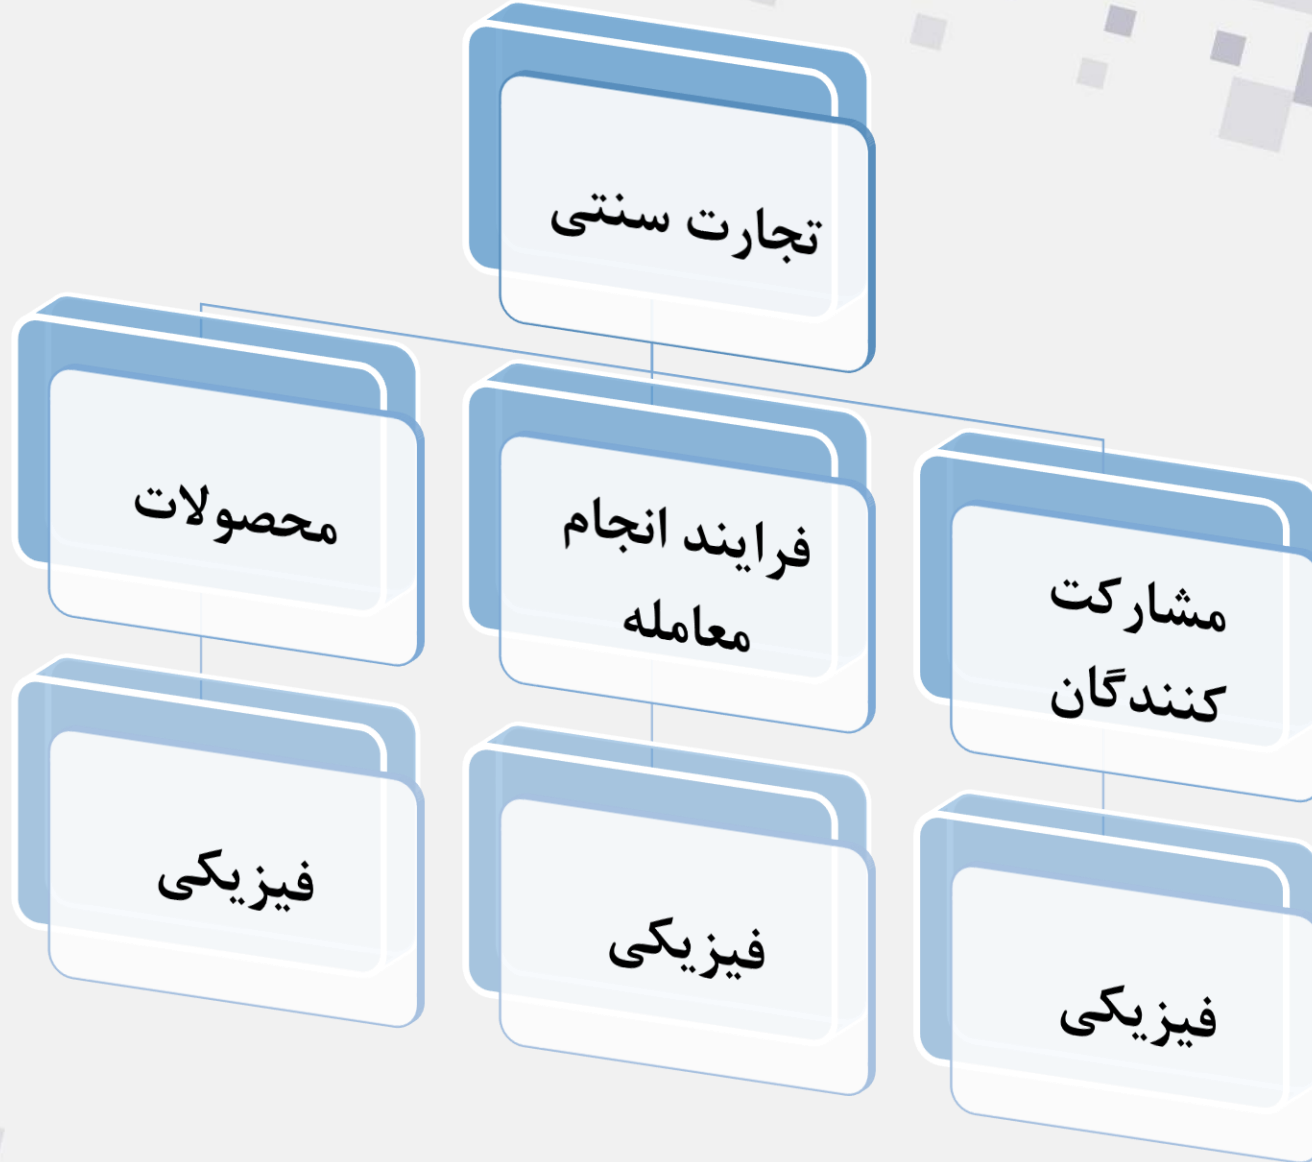 تجارت سنتی
مشارکت
کنندگان
فرایند انجام
معامله
محصولات
فیزیکی
فیزیکی
فیزیکی